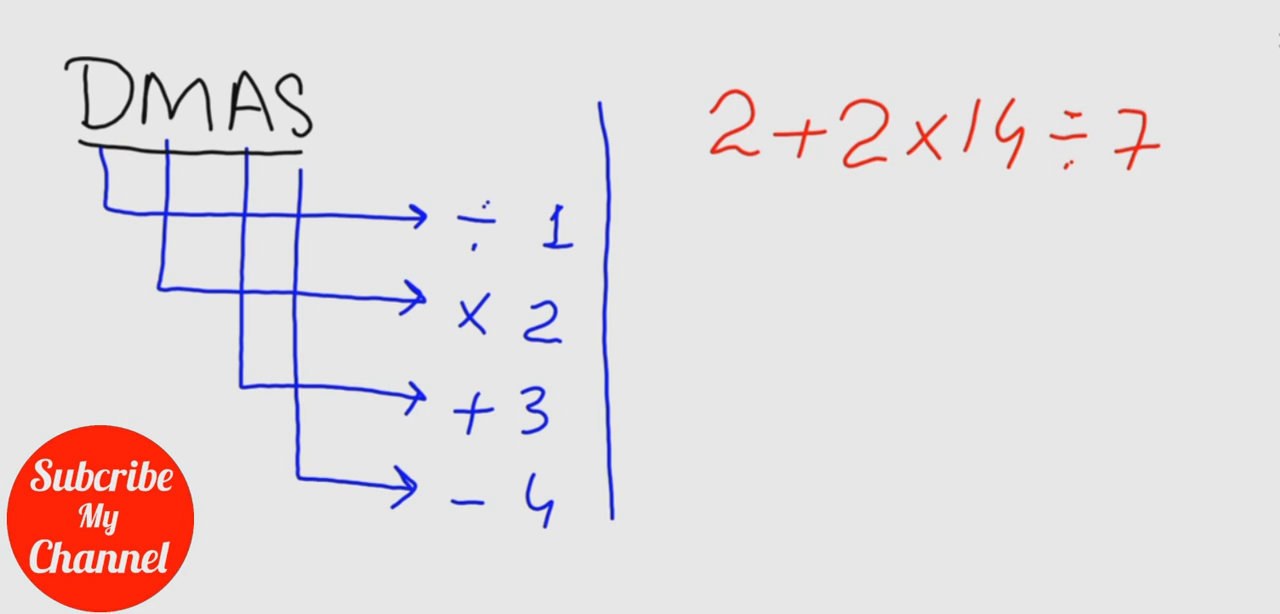 DMAS
÷ 1
× 2
+ 3
- 4
2+2×14÷7
Subcribe
My
Channel